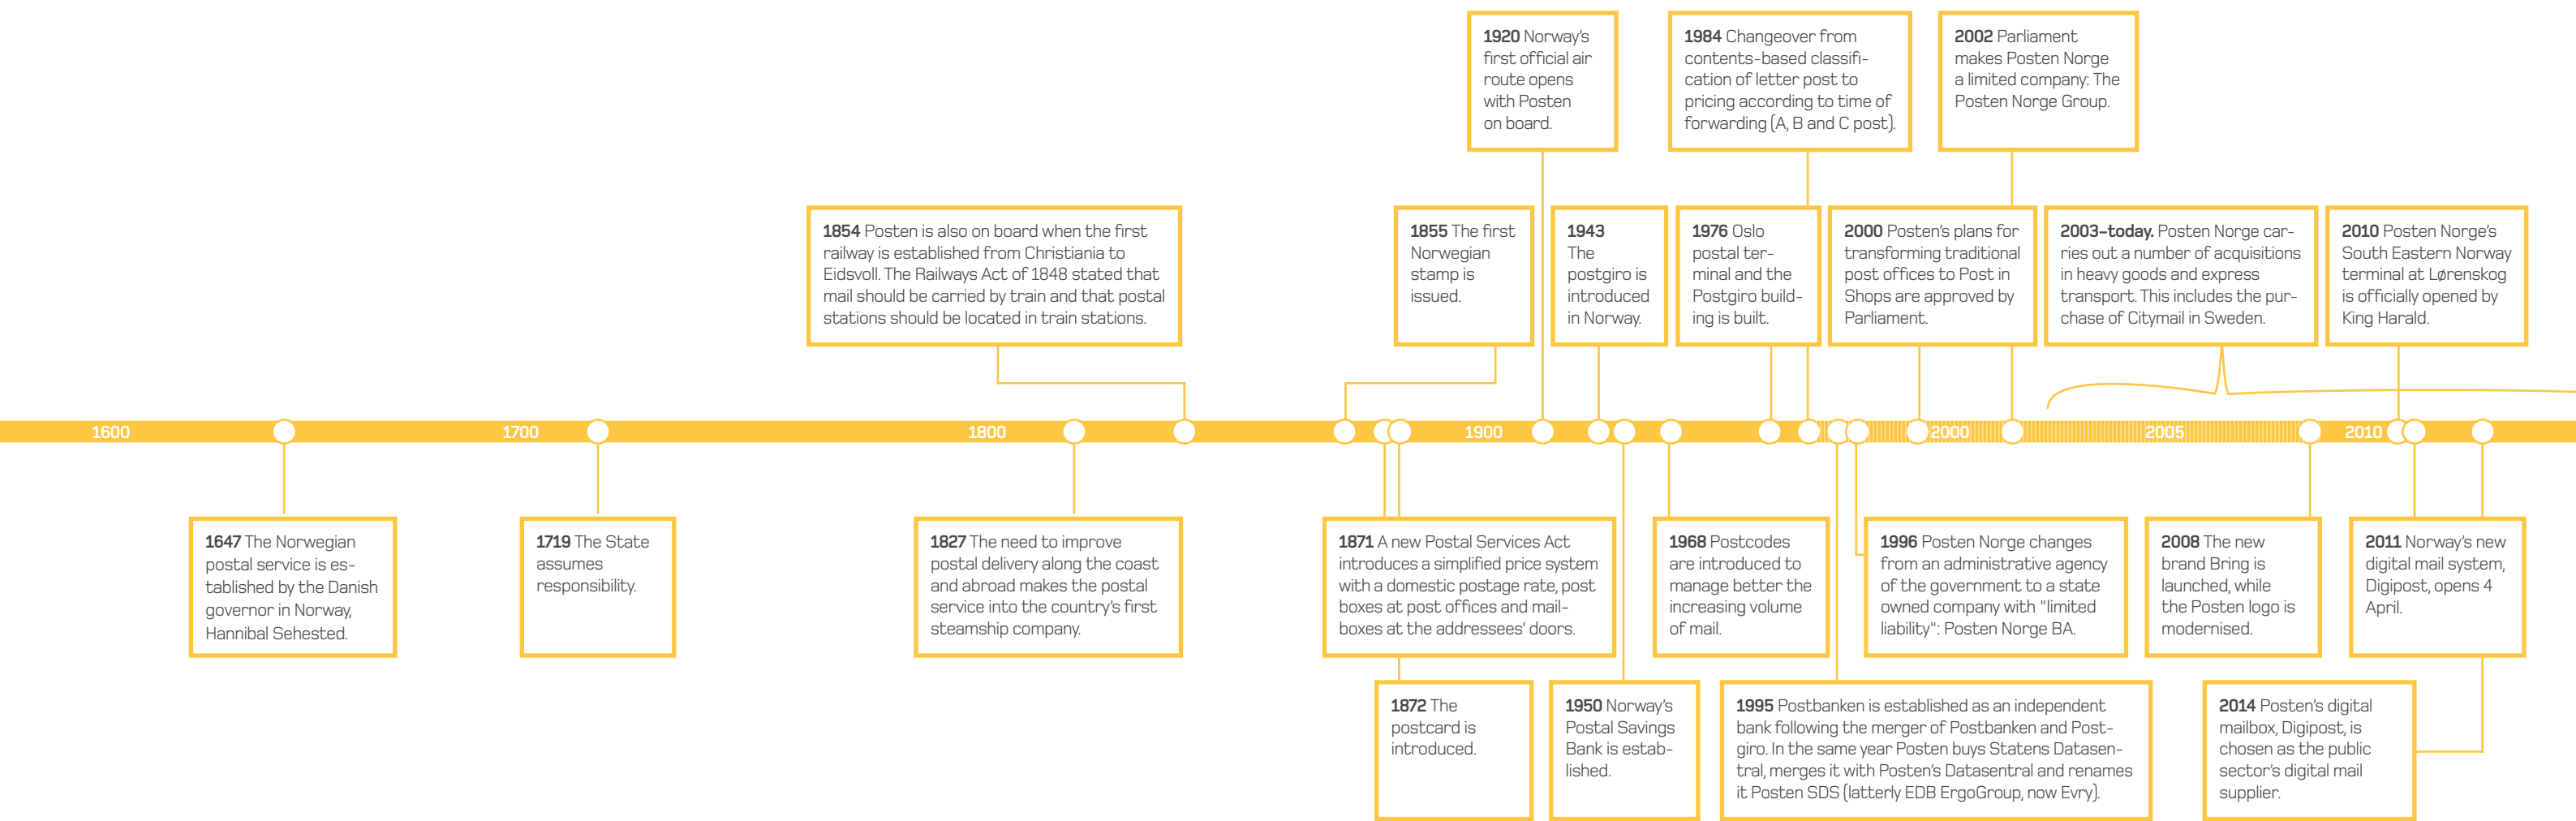 1920 Norway's
first official air
route opens
with Posten
on board.
1984 Changeover from
contents-based classifi-
cation of letter post to
pricing according to time of
forwarding (A, B and C post).
2002 Parliament
makes Posten Norge
a limited company: The
Posten Norge Group.
1854 Posten is also on board when the first
railway is established from Christiania to
Eidsvoll. The Railways Act of 1848 stated that
mail should be carried by train and that postal
stations should be located in train stations.
1855 The first
Norwegian
stamp is
issued.
1943
The
postgiro is
introduced
in Norway.
1976 Oslo
postal ter-
minal and the
Postgiro build-
ing is built.
2000 Posten's plans for
transforming traditional
post offices to Post in
Shops are approved by
Parliament.
2003-today. Posten Norge car-
ries out a number of acquisitions
in heavy goods and express
transport. This includes the pur-
chase of Citymail in Sweden.
2010 Posten Norge's
South Eastern Norway
terminal at Lørenskog
is officially opened by
King Harald.
1600
1700
1800
1900
2000
2005
2010
1647 The Norwegian
postal service is es-
tablished by the Danish
governor in Norway,
Hannibal Sehested.
1719 The State
assumes
responsibility.
1827 The need to improve
postal delivery along the coast
and abroad makes the postal
service into the country's first
steamship company.
1871 A new Postal Services Act
introduces a simplified price system
with a domestic postage rate, post
boxes at post offices and mail-
boxes at the addressees' doors.
1968 Postcodes
are introduced to
manage better the
increasing volume
of mail.
1996 Posten Norge changes
from an administrative agency
of the government to a state
owned company with "limited
liability": Posten Norge BA.
2008 The new
brand Bring is
launched, while
the Posten logo is
modernised.
2011 Norway's new
digital mail system,
Digipost, opens 4
April.
1872 The
postcard is
introduced.
1950 Norway's
Postal Savings
Bank is estab-
lished.
1995 Postbanken is established as an independent
bank following the merger of Postbanken and Post-
giro. In the same year Posten buys Statens Datasen-
tral, merges it with Posten's Datasentral and renames
it Posten SDS (latterly EDB ErgoGroup, now Evry).
2014 Posten's digital
mailbox, Digipost, is
chosen as the public
sector's digital mail
supplier.